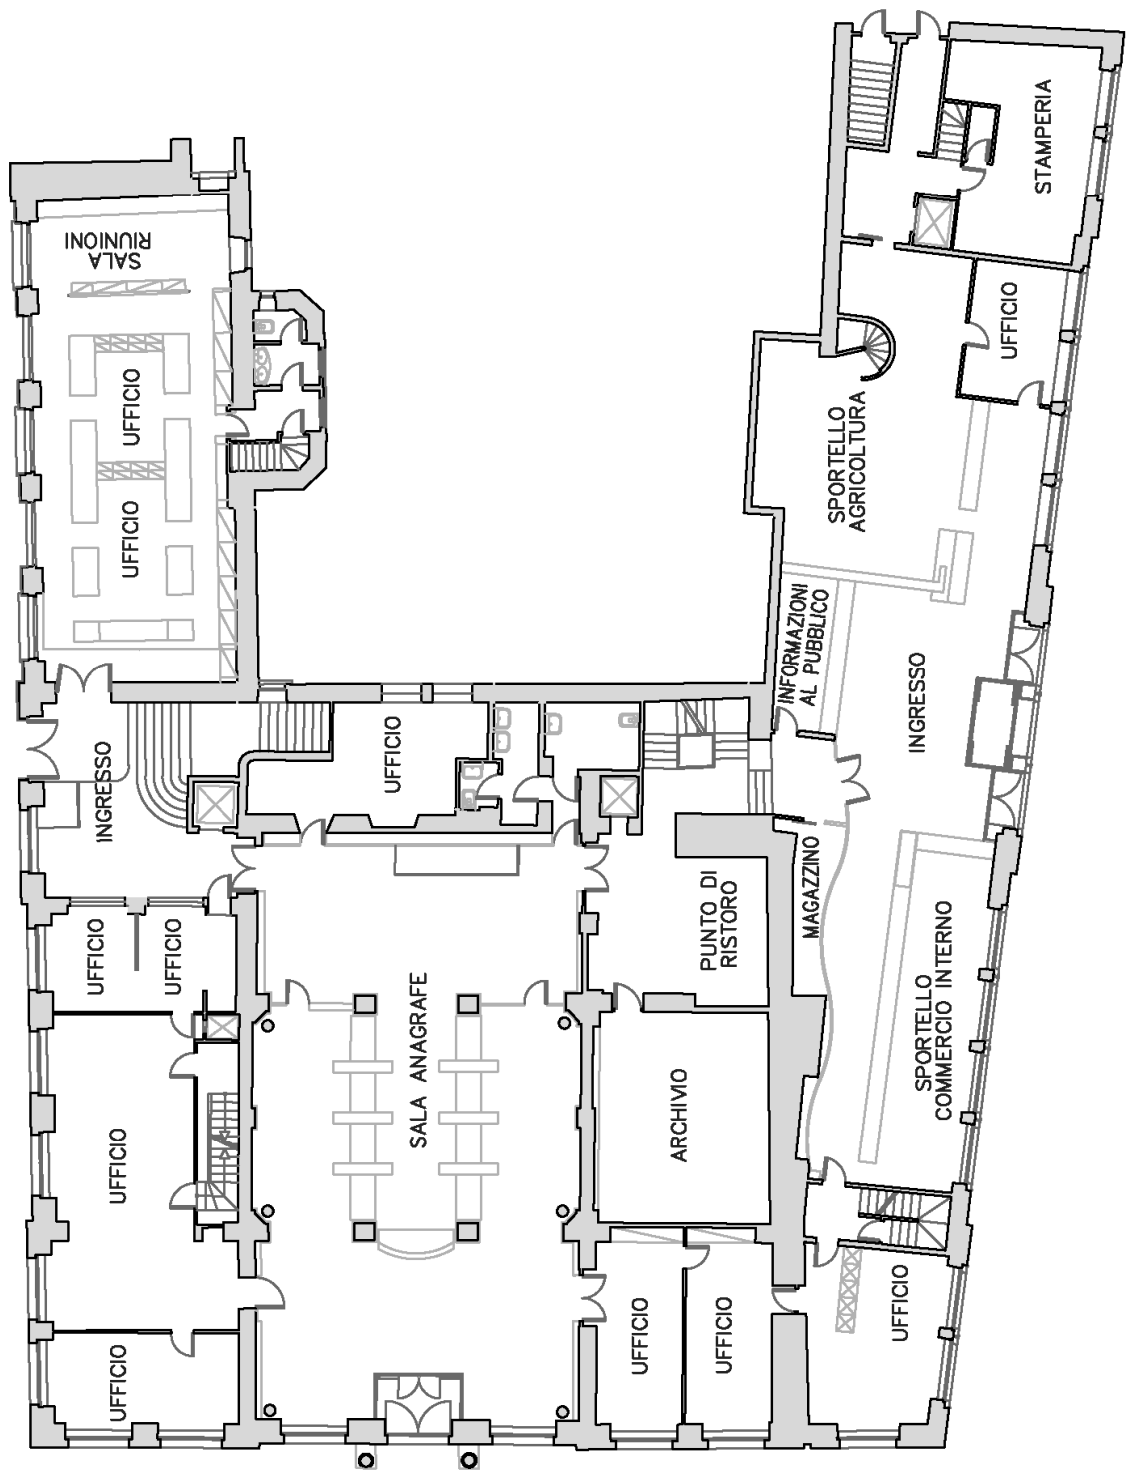 STAMPERIA
SALA
RIUNIONI
UFFICIO
UFFICIO
SPORTELLO
AGRICOLTURA
UFFICIO
UFFICIO
INFORMAZIONI
AL PUBBLICO
INGRESSO
UFFICIO
INGRESSO
MAGAZZINO
PUNTO DI
RISTORO
UFFICIO
UFFICIO
SALA ANAGRAFE
SPORTELLO
COMMERCIO INTERNO
ARCHIVIO
UFFICIO
UFFICIO
UFFICIO
UFFICIO
UFFICIO